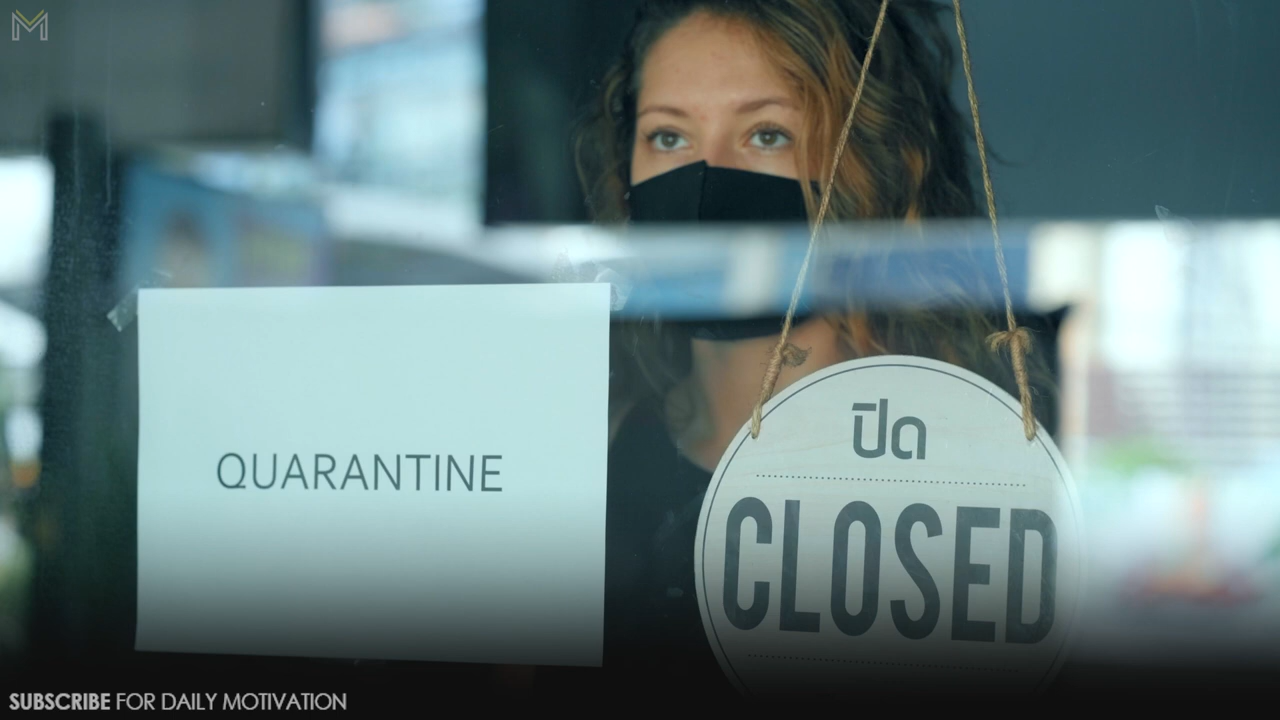 M
QUARANTINE
ปิด
CLOSED
SUBSCRIBE FOR DAILY MOTIVATION